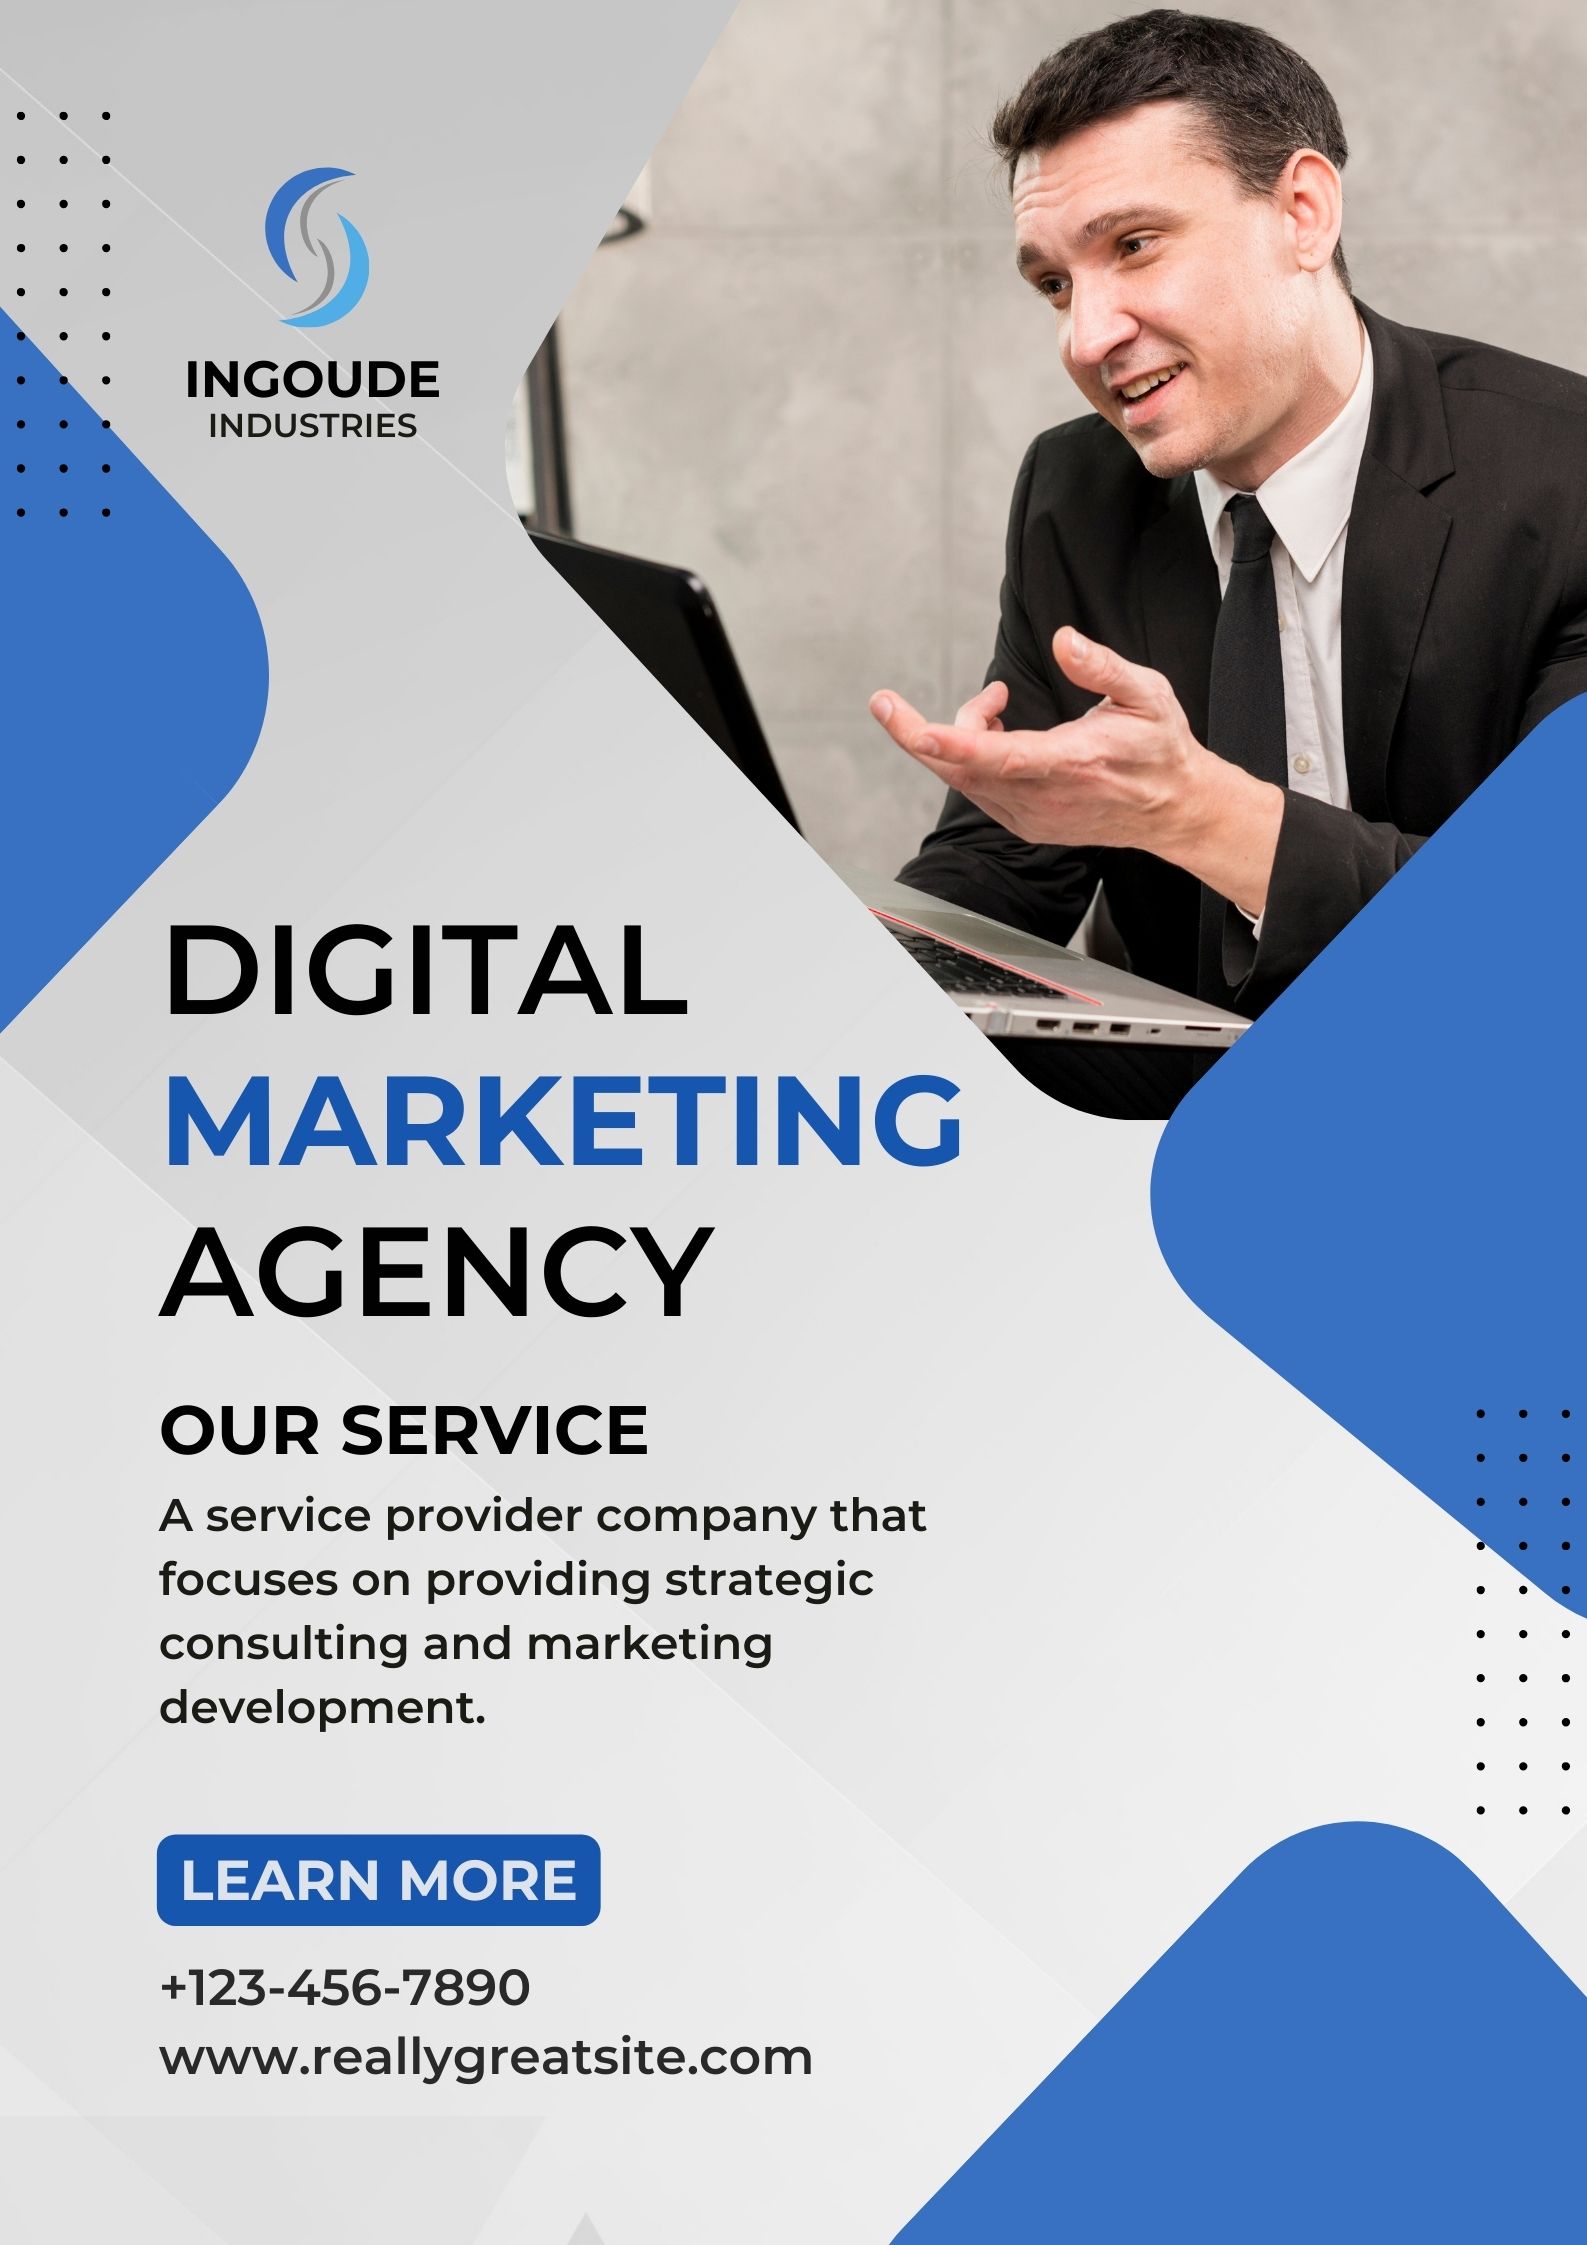 INGOUDE
INDUSTRIES
DIGITAL
MARKETING
AGENCY
OUR SERVICE
A service provider company that
focuses on providing strategic
consulting and marketing
development.
LEARN MORE
+123-456-7890
www.reallygreatsite.com